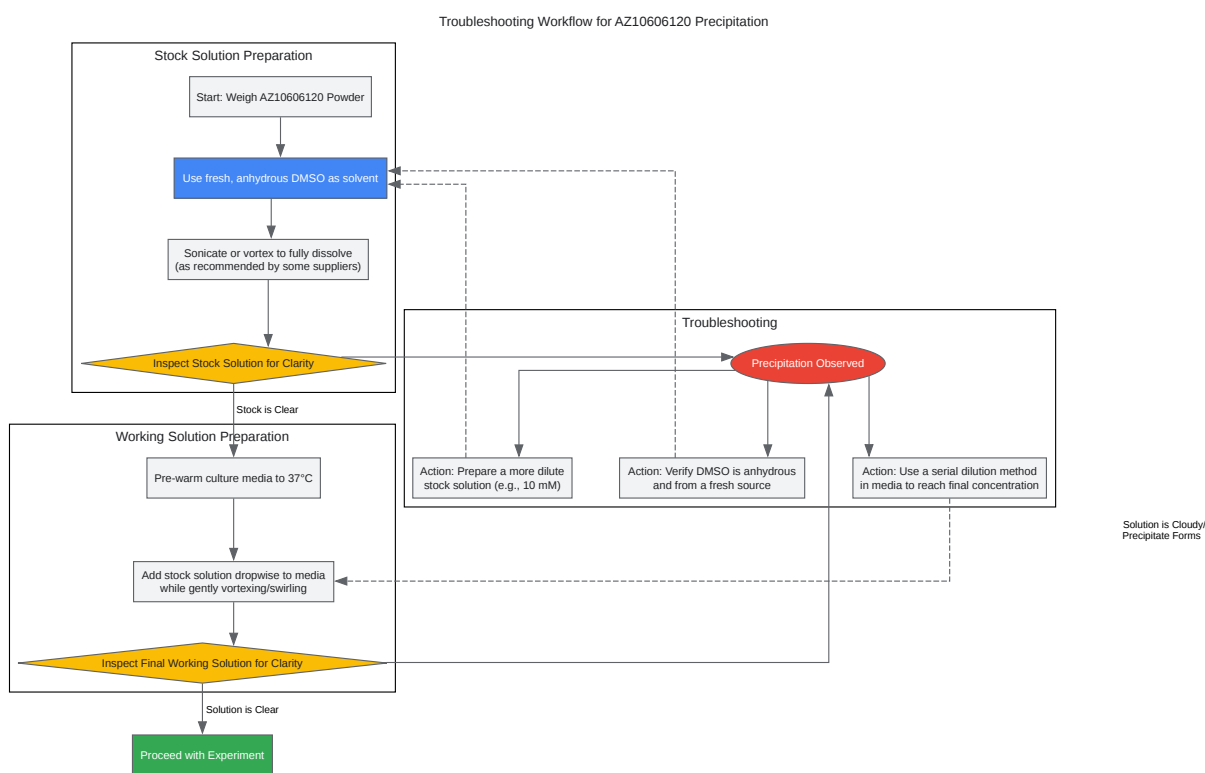 Troubleshooting Workflow for AZ10606120 Precipitation
Stock Solution Preparation
Start: Weigh AZ10606120 Powder
Use fresh, anhydrous DMSO as solvent
Sonicate or vortex to fully dissolve
(as recommended by some suppliers)
Inspect Stock Solution for Clarity
Stock is Clear
Troubleshooting
Precipitation Observed
Action: Prepare a more dilute
stock solution (e.g., 10 mM)
Action: Verify DMSO is anhydrous
and from a fresh source
Action: Use a serial dilution method
in media to reach final concentration
Solution is Cloudy/
Precipitate Forms
Working Solution Preparation
Pre-warm culture media to 37°C
Add stock solution dropwise to media
while gently vortexing/swirling
Inspect Final Working Solution for Clarity
Solution is Clear
Proceed with Experiment